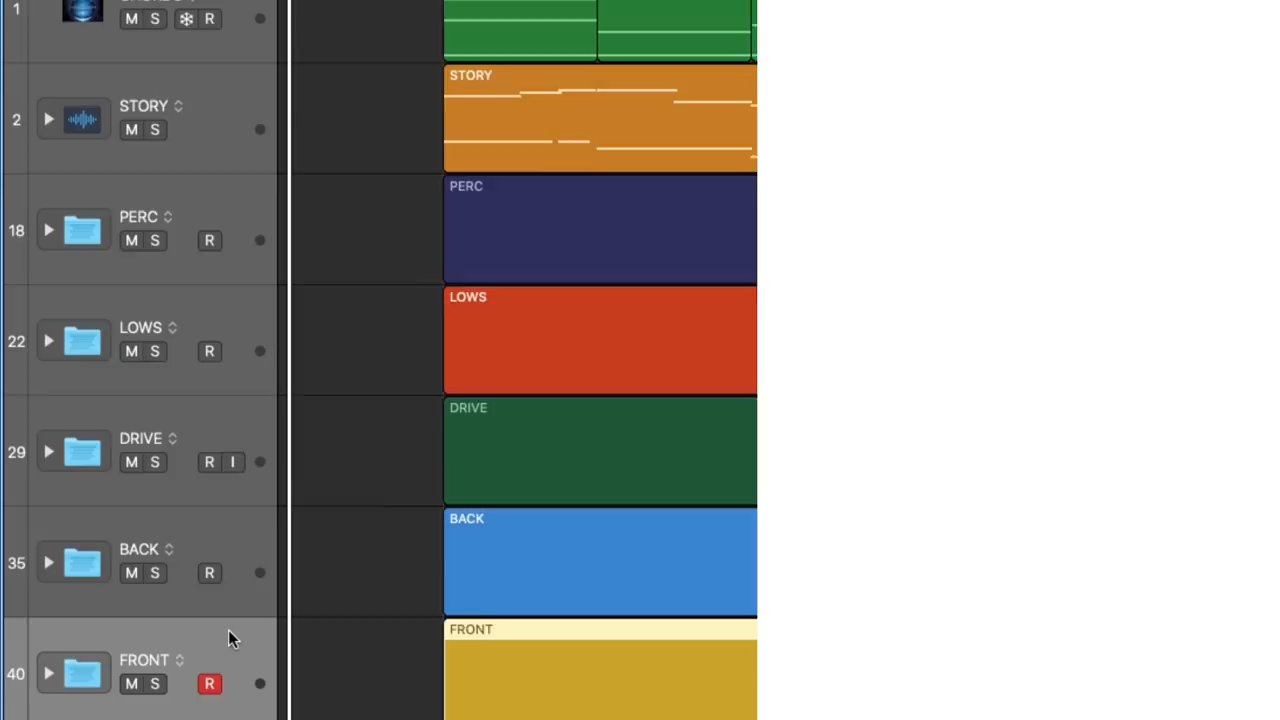 1
M S R
STORY
2
STORY
M S
PERC
18
PERC
M S R
LOWS
22
LOWS
M S R
DRIVE
29
DRIVE
M S R I
BACK
35
BACK
M S R
FRONT
40
FRONT
M S R